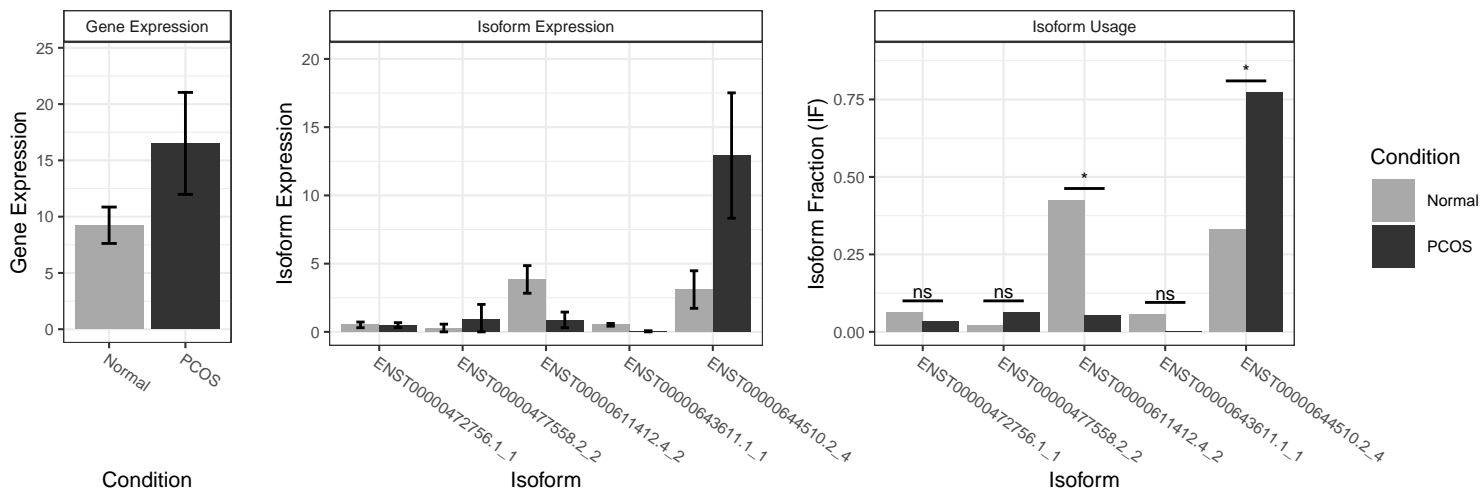 Gene Expression
Gene Expression
25
20
15
10
5
0
Normal
PCOS
Condition
Isoform Expression
Isoform Expression
20
15
10
5
0
ENST00000472756.1_1
ENST00000477558.2_2
ENST00000611412.4_2
ENST00000643611.1_1
ENST00000644510.2_4
Isoform
Isoform Usage
Isoform Fraction (IF)
0.75
0.50
0.25
0.00
ns
ns
*
ns
*
ENST00000472756.1_1
ENST00000477558.2_2
ENST00000611412.4_2
ENST00000643611.1_1
ENST00000644510.2_4
Isoform
Condition
Normal
PCOS